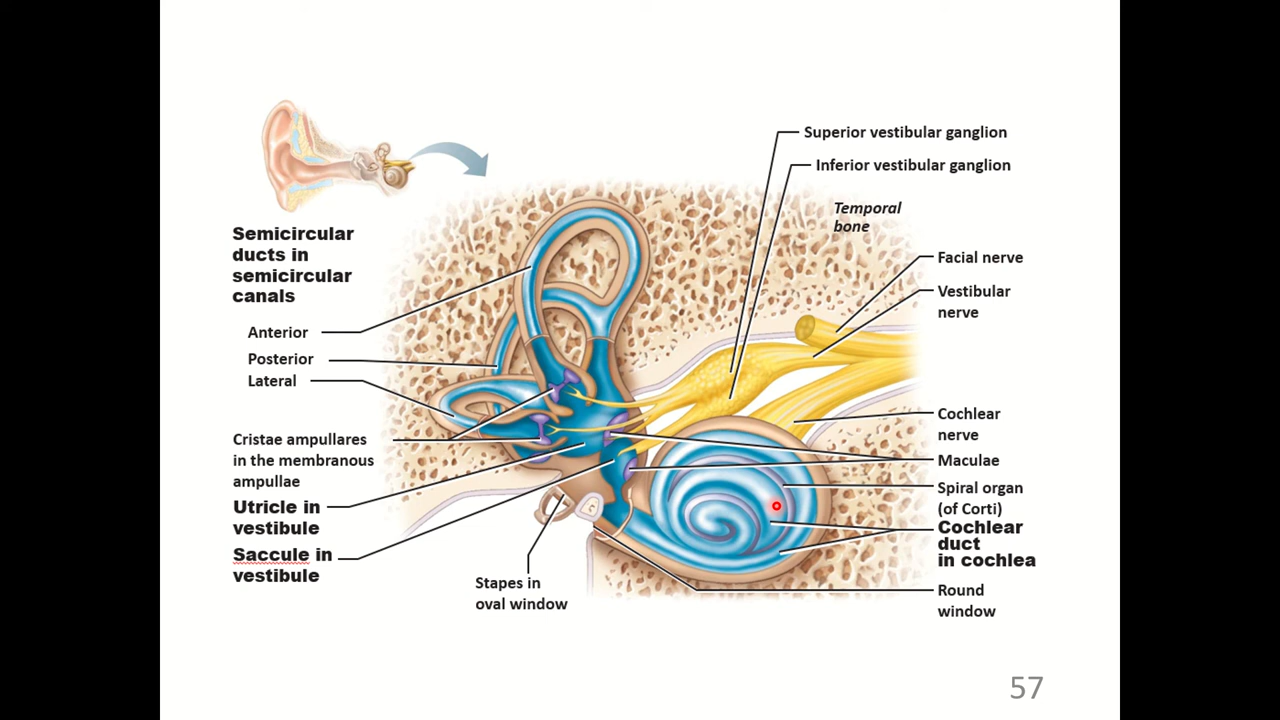 Superior vestibular ganglion
Inferior vestibular ganglion
Temporal
bone
Semicircular
ducts in
semicircular
canals
Facial nerve
Vestibular
nerve
Anterior
Posterior
Lateral
Cristae ampullares
in the membranous
ampullae
Utricle in
vestibule
Saccule in
vestibule
Stapes in
oval window
Cochlear
nerve
Maculae
Spiral organ
(of Corti)
Cochlear
duct
in cochlea
Round
window
57